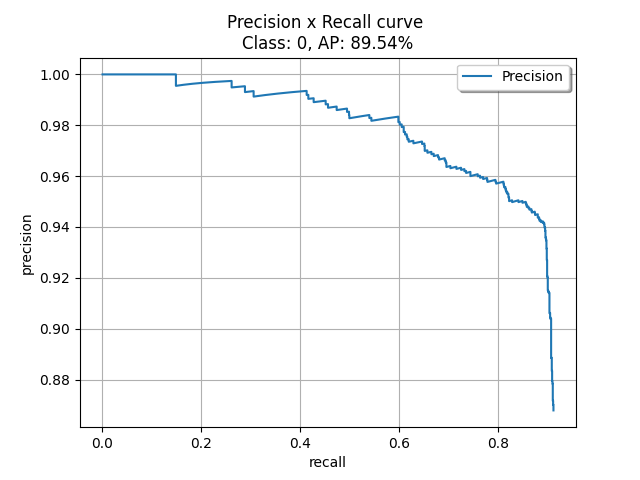 Precision x Recall curve
Class: 0, AP: 89.54%
Precision
1.00
0.98
0.96
0.94
0.92
0.90
0.88
precision
0.0 0.2 0.4 0.6 0.8
recall